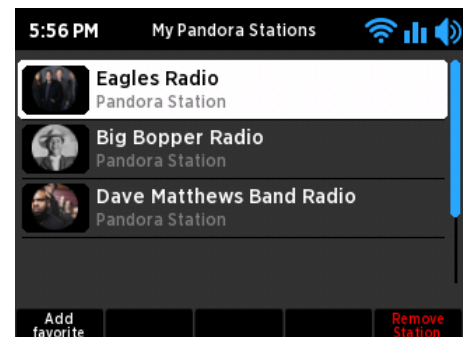 5:56 PM My Pandora Stations
Eagles Radio
Pandora Station
Big Bopper Radio
Pandora Station
Dave Matthews Band Radio
Pandora Station
Add Remove
favorite Station